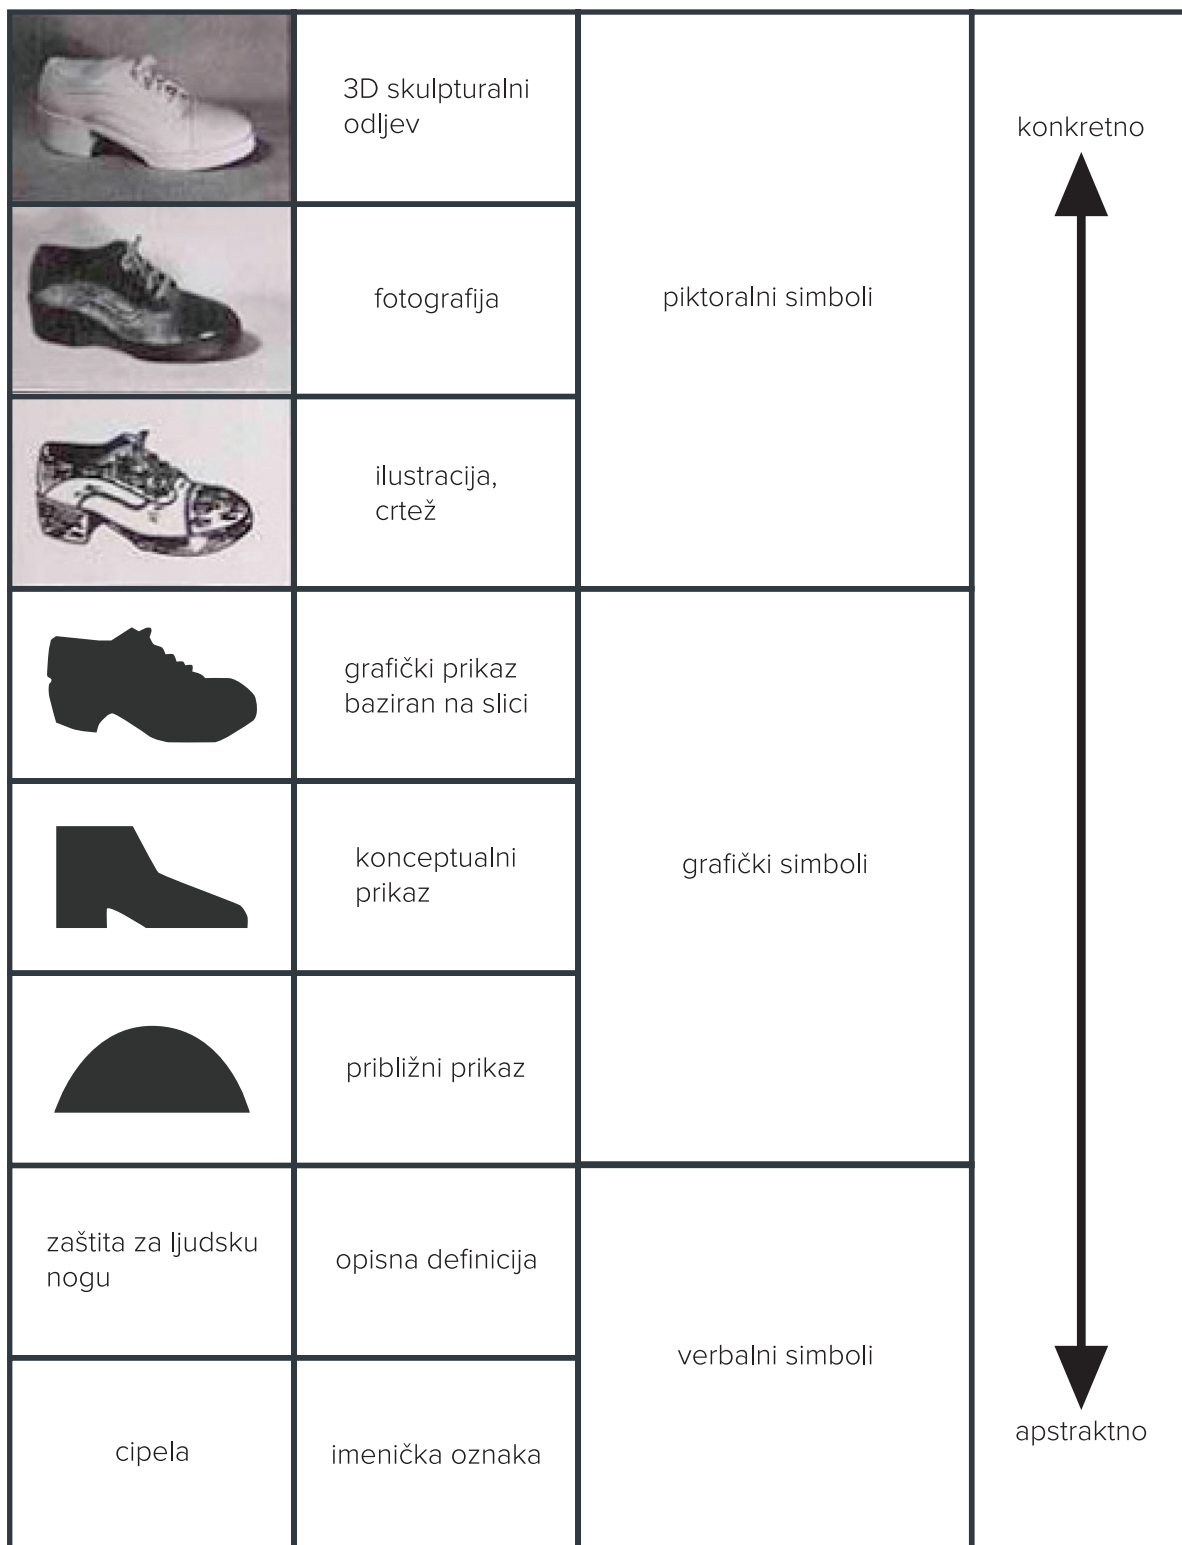 3D skulpturalni
odljev
konkretno
fotografija
piktoralni simboli
ilustracija,
crtež
grafički prikaz
baziran na slici
konceptualni
prikaz
grafički simboli
približni prikaz
zaštita za ljudsku
nogu
opisna definicija
verbalni simboli
apstraktno
cipela
imenička oznaka